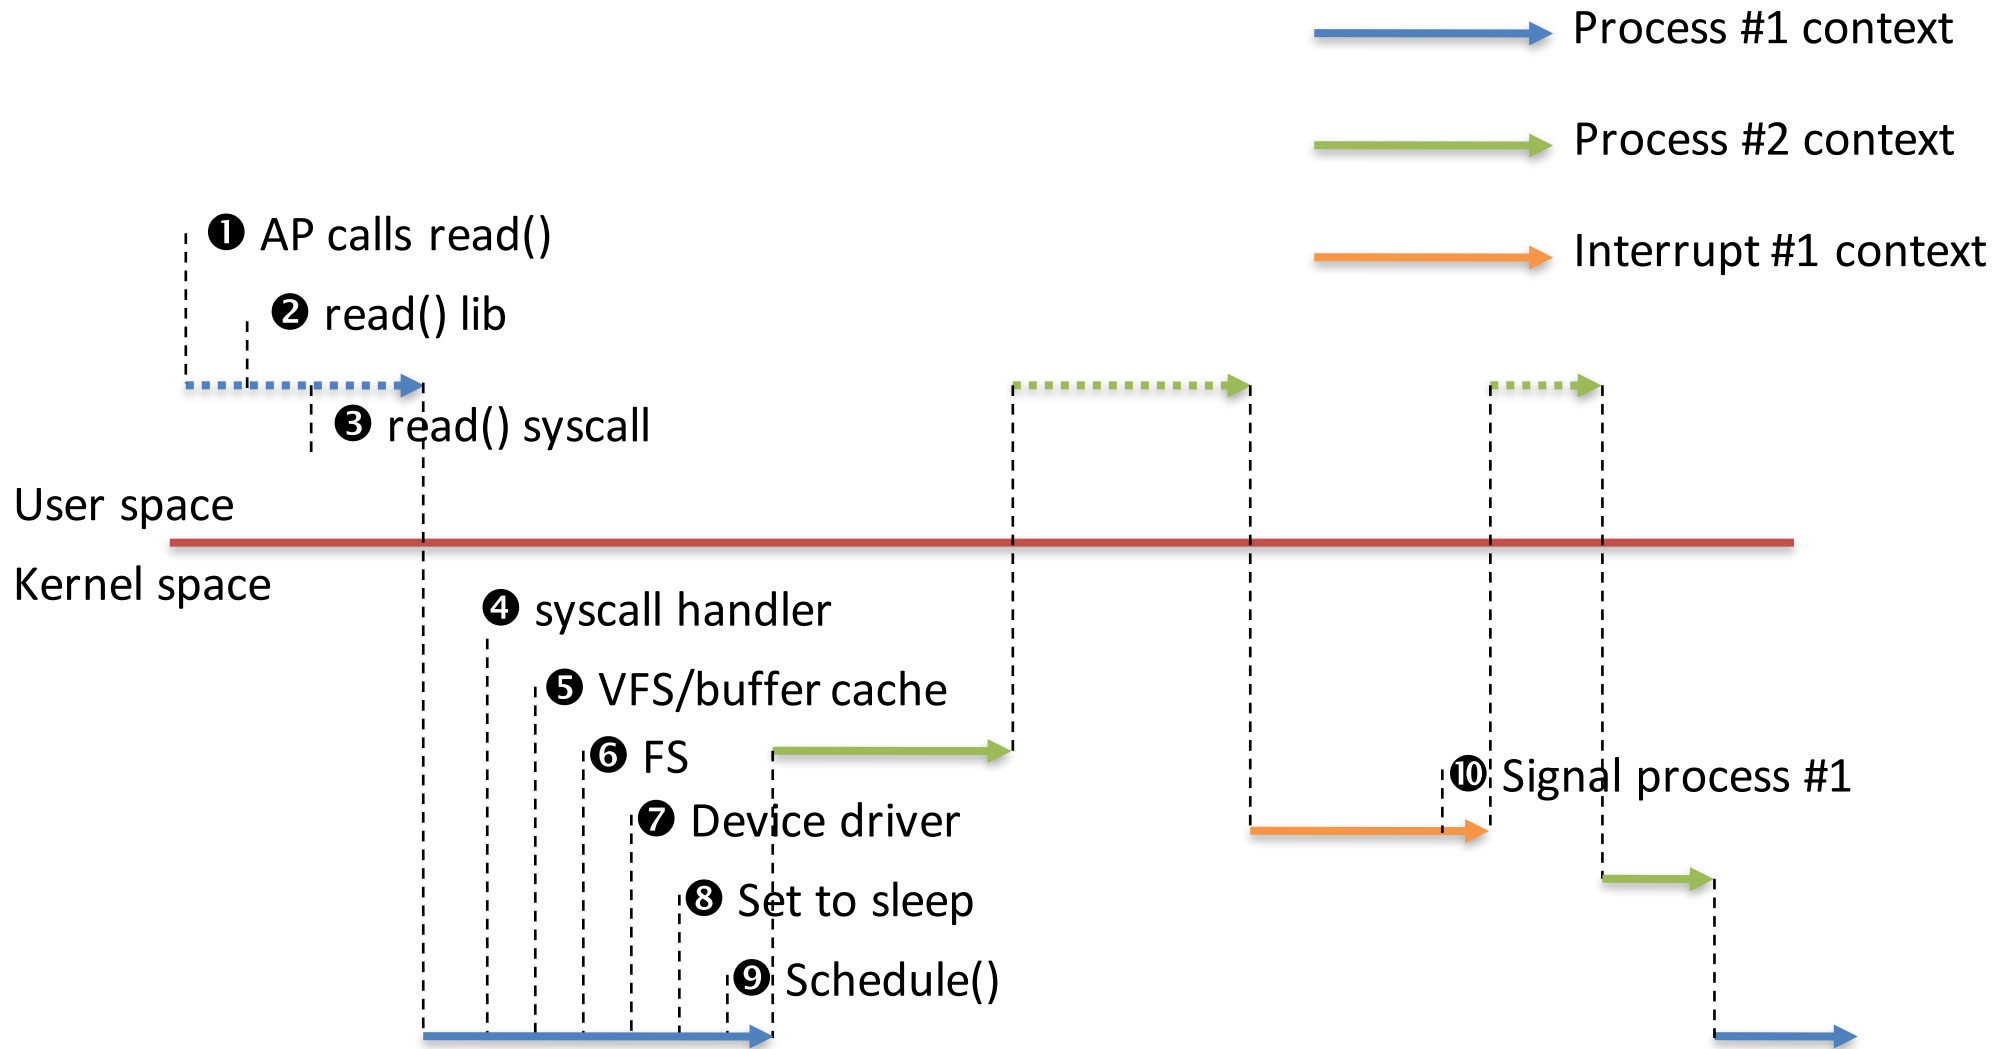 Process #1 context
Process #2 context
Interrupt #1 context
❶ AP calls read()
❷ read() lib
❸ read() syscall
User space
Kernel space
❹ syscall handler
❺ VFS/buffer cache
❻ FS
❼ Device driver
❽ Set to sleep
❾ Schedule()
❿ Signal process #1